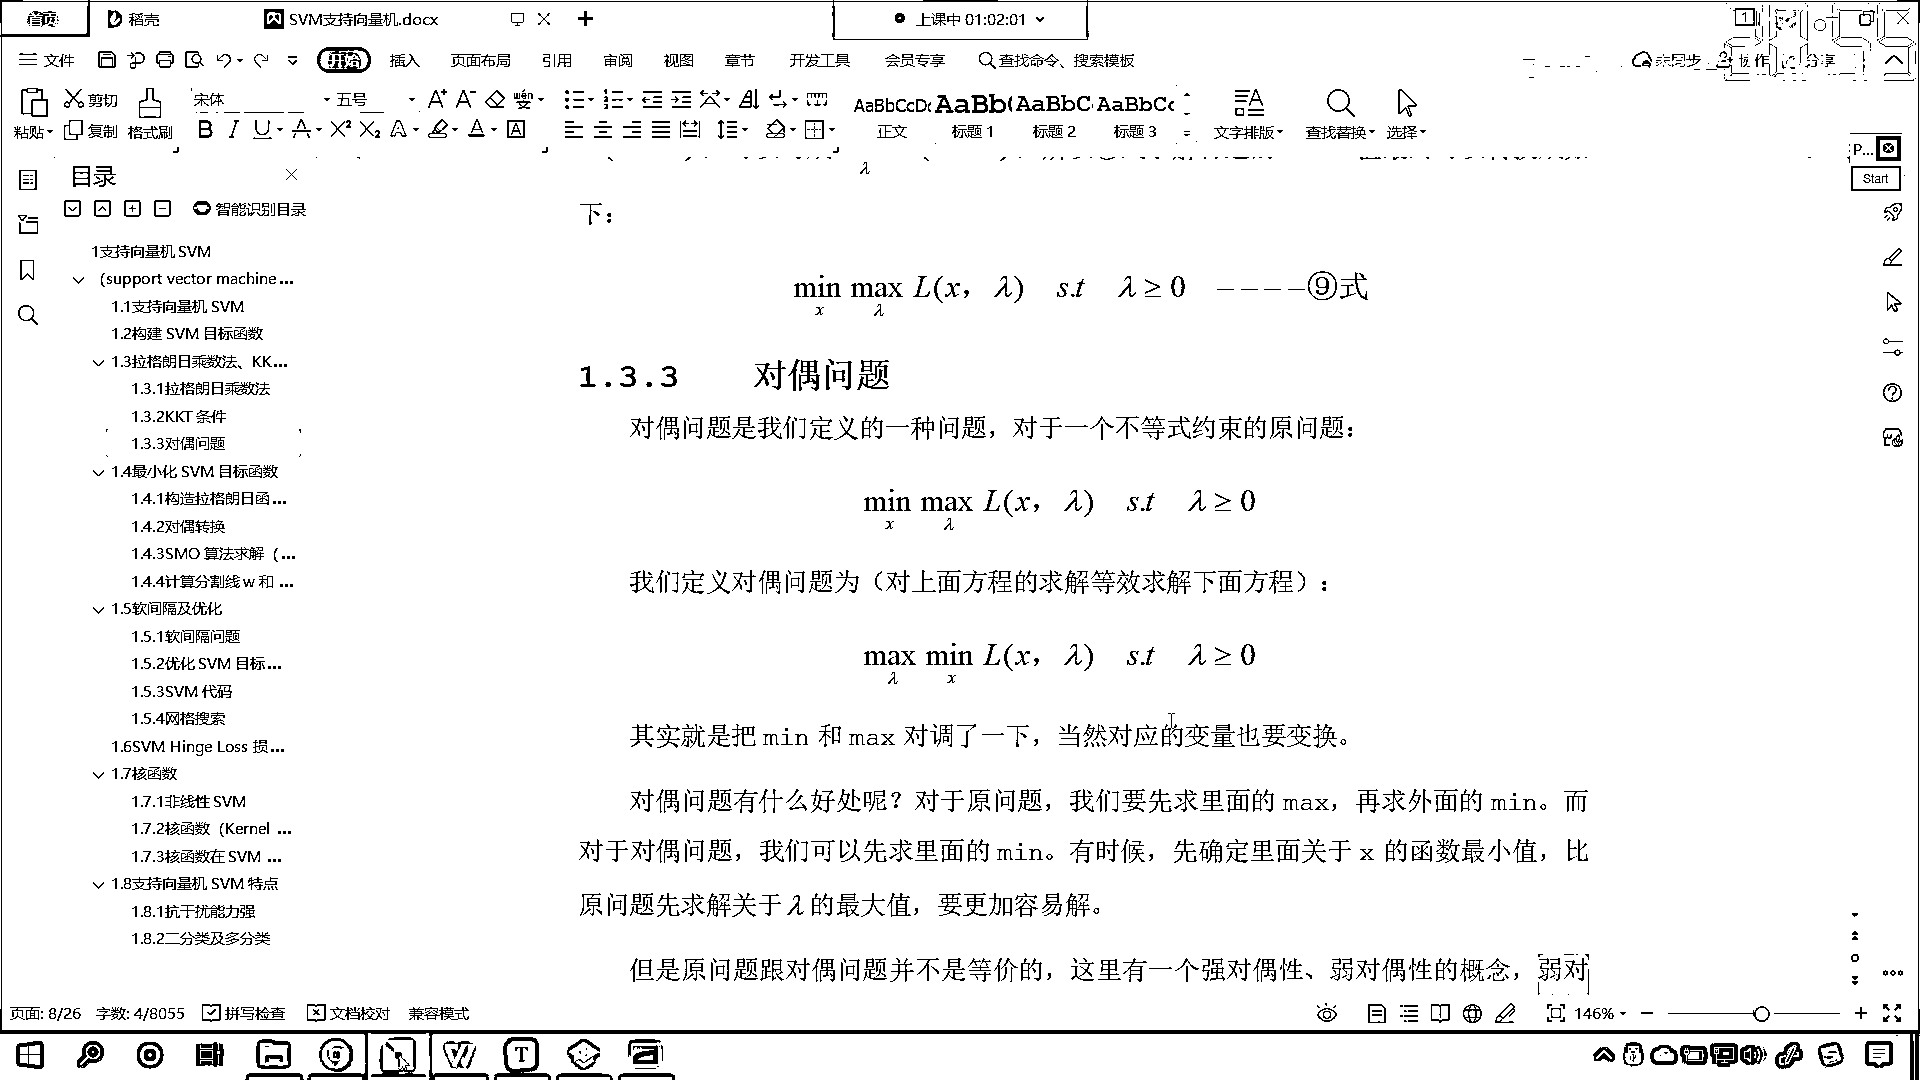 首页 稻壳 SVM支持向量机.docx 上课中 01:02:01
文件 开始 插入 页面布局 引用 审阅 视图 章节 开发工具 会员专享 查找命令、搜索模板 未同步 协作 分享
粘贴 剪切 复制 格式刷 宋体 五号 AaBbCcDd AaBb( AaBbC AaBbCc 文字排版 查找替换 选择
正文 标题 1 标题 2 标题 3
P...
Start
目录
智能识别目录
1支持向量机 SVM
(support vector machine ...
1.1支持向量机 SVM
1.2构建 SVM 目标函数
1.3拉格朗日乘数法、KK...
1.3.1拉格朗日乘数法
1.3.2KKT 条件
1.3.3对偶问题
1.4最小化 SVM 目标函数
1.4.1构造拉格朗日函...
1.4.2对偶转换
1.4.3SMO 算法求解（...
1.4.4计算分割线 w 和 ...
1.5软间隔及优化
1.5.1软间隔问题
1.5.2优化 SVM 目标...
1.5.3SVM 代码
1.5.4网格搜索
1.6SVM Hinge Loss 损...
1.7核函数
1.7.1非线性 SVM
1.7.2核函数（Kernel ...
1.7.3核函数在 SVM ...
1.8支持向量机 SVM 特点
1.8.1抗干扰能力强
1.8.2二分类及多分类
λ
下：
min max L(x， λ) s.t λ ≥ 0 ----⑨式
x λ
1.3.3 对偶问题
对偶问题是我们定义的一种问题，对于一个不等式约束的原问题：
min max L(x， λ) s.t λ ≥ 0
x λ
我们定义对偶问题为（对上面方程的求解等效求解下面方程）：
max min L(x， λ) s.t λ ≥ 0
λ x
其实就是把 min 和 max 对调了一下，当然对应的变量也要变换。
对偶问题有什么好处呢？对于原问题，我们要先求里面的 max，再求外面的 min。而
对于对偶问题，我们可以先求里面的 min。有时候，先确定里面关于 x 的函数最小值，比
原问题先求解关于 λ 的最大值，要更加容易解。
但是原问题跟对偶问题并不是等价的，这里有一个强对偶性、弱对偶性的概念，弱对
页面: 8/26 字数: 4/8055 拼写检查 文档校对 兼容模式 146%